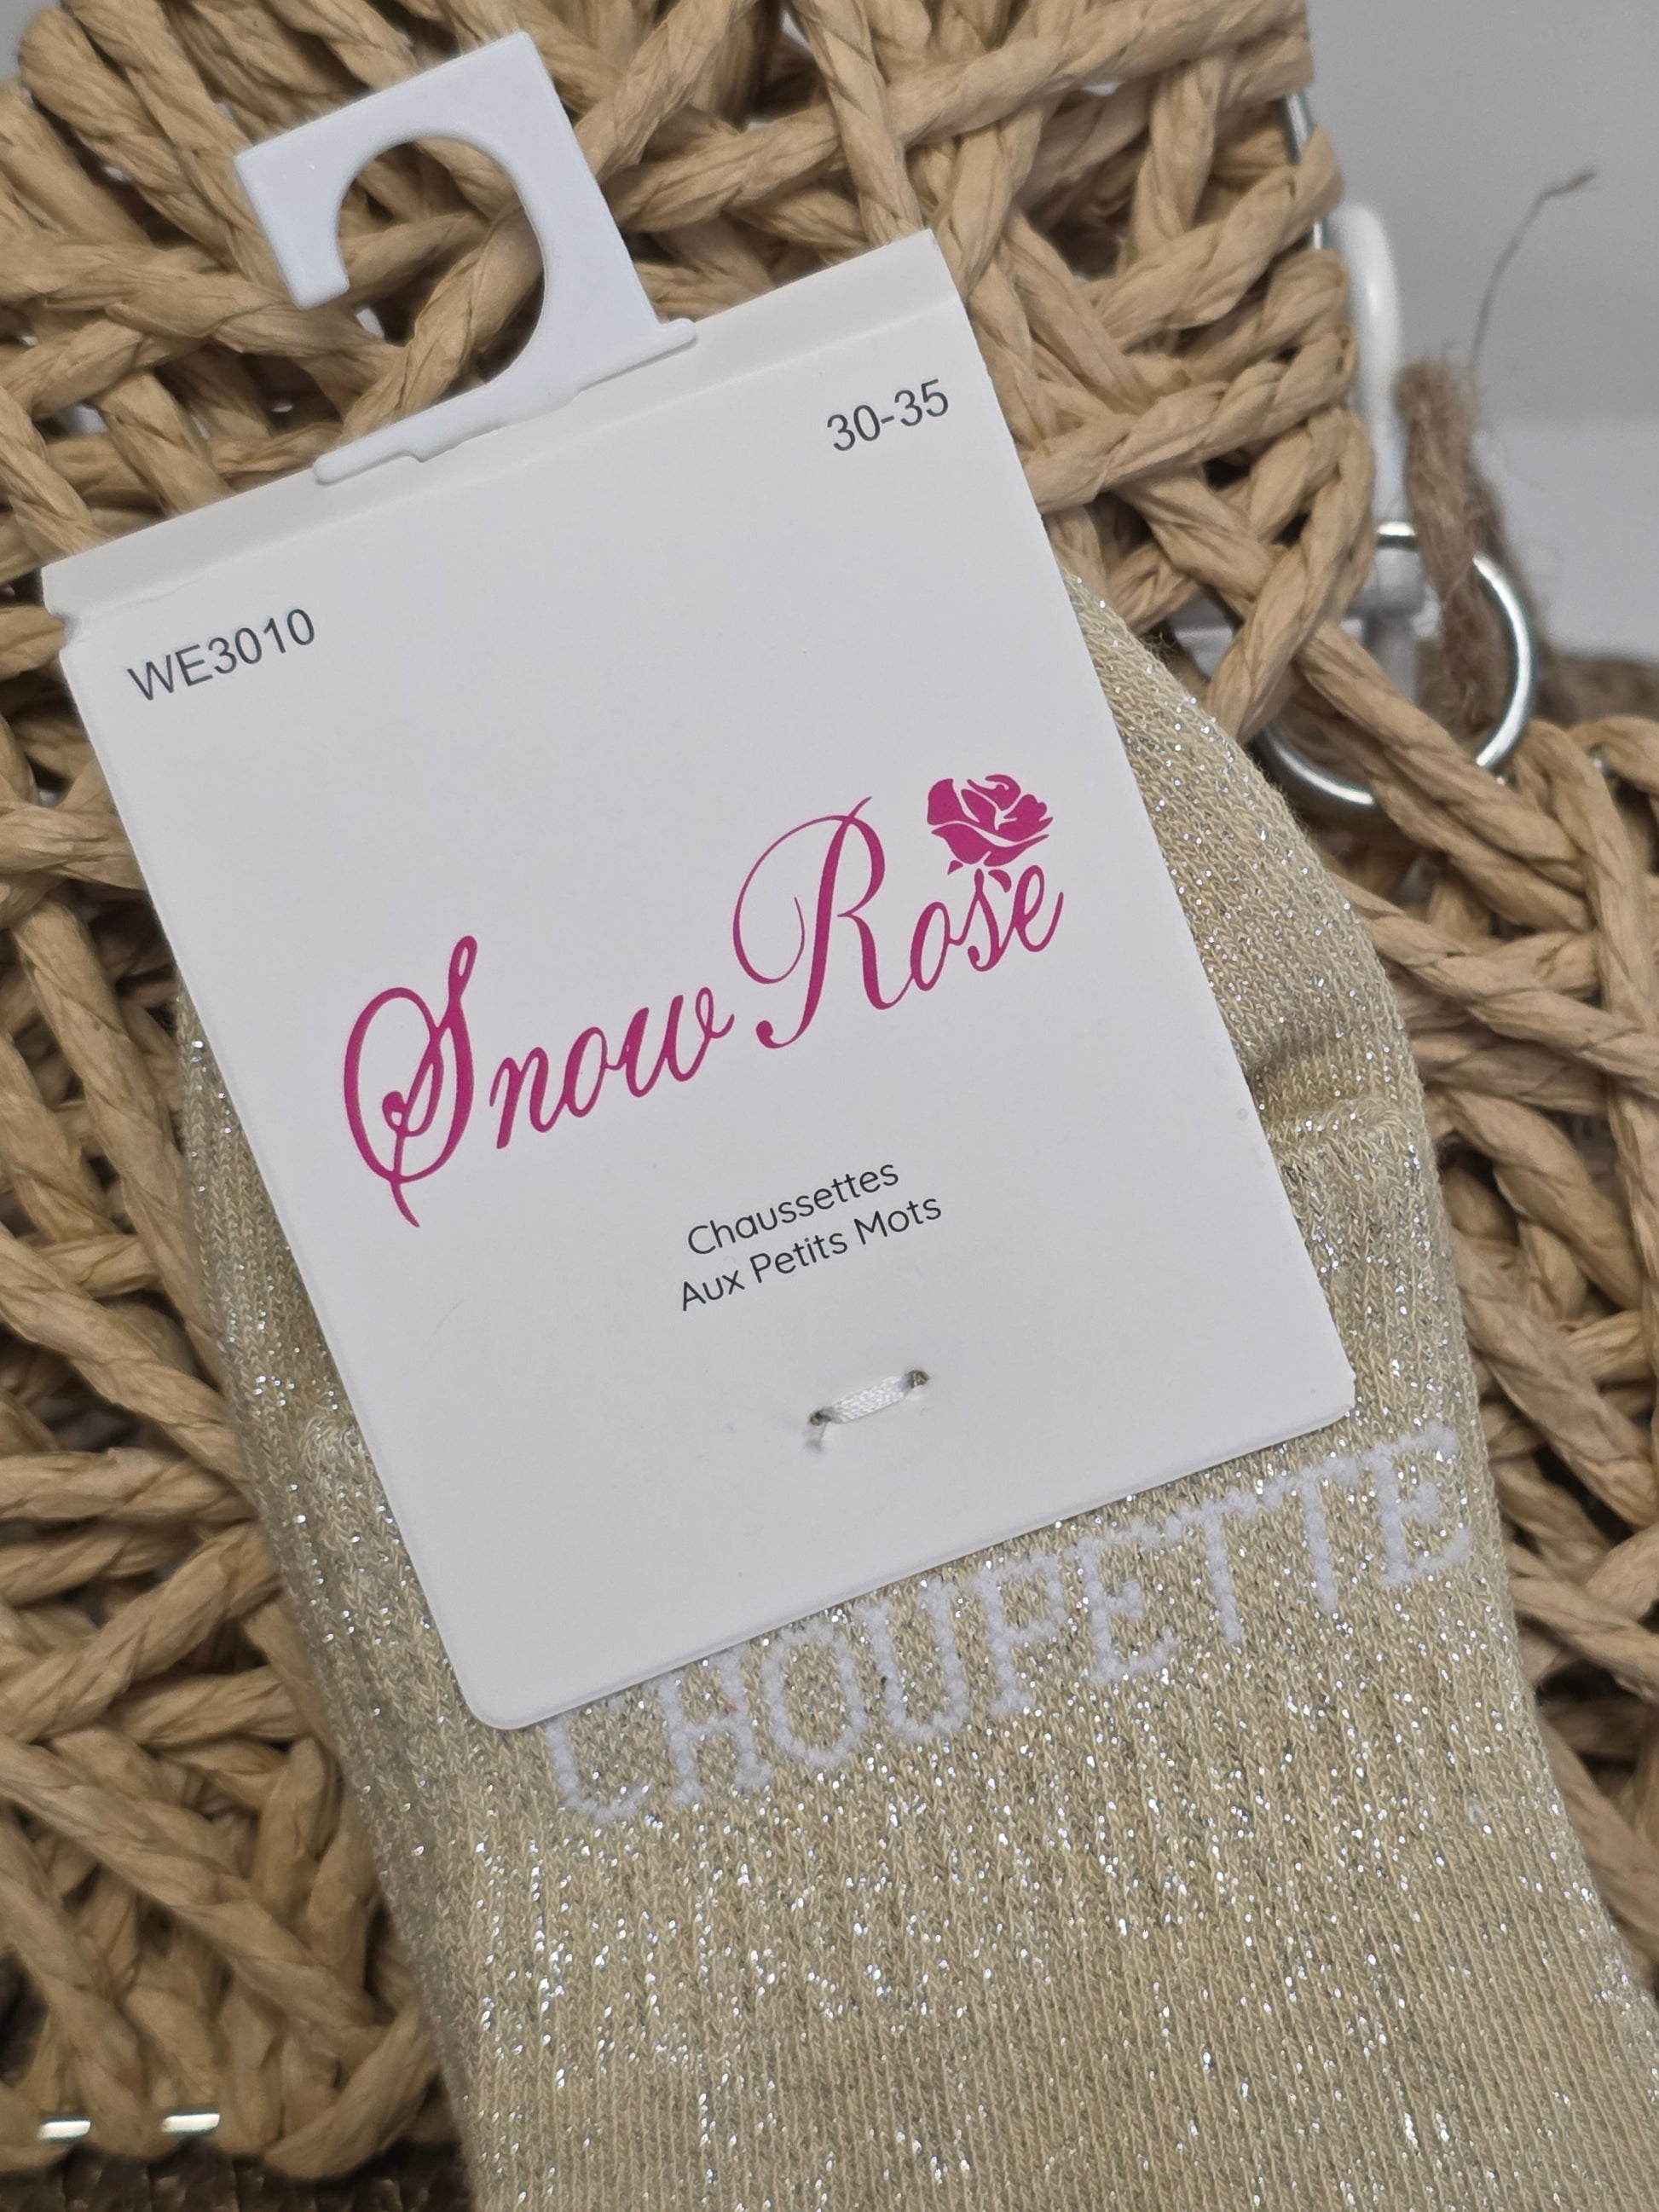 30-35
WE3010
Snow Rose
Chaussettes
Aux Petits Mots
CHOUPETTE